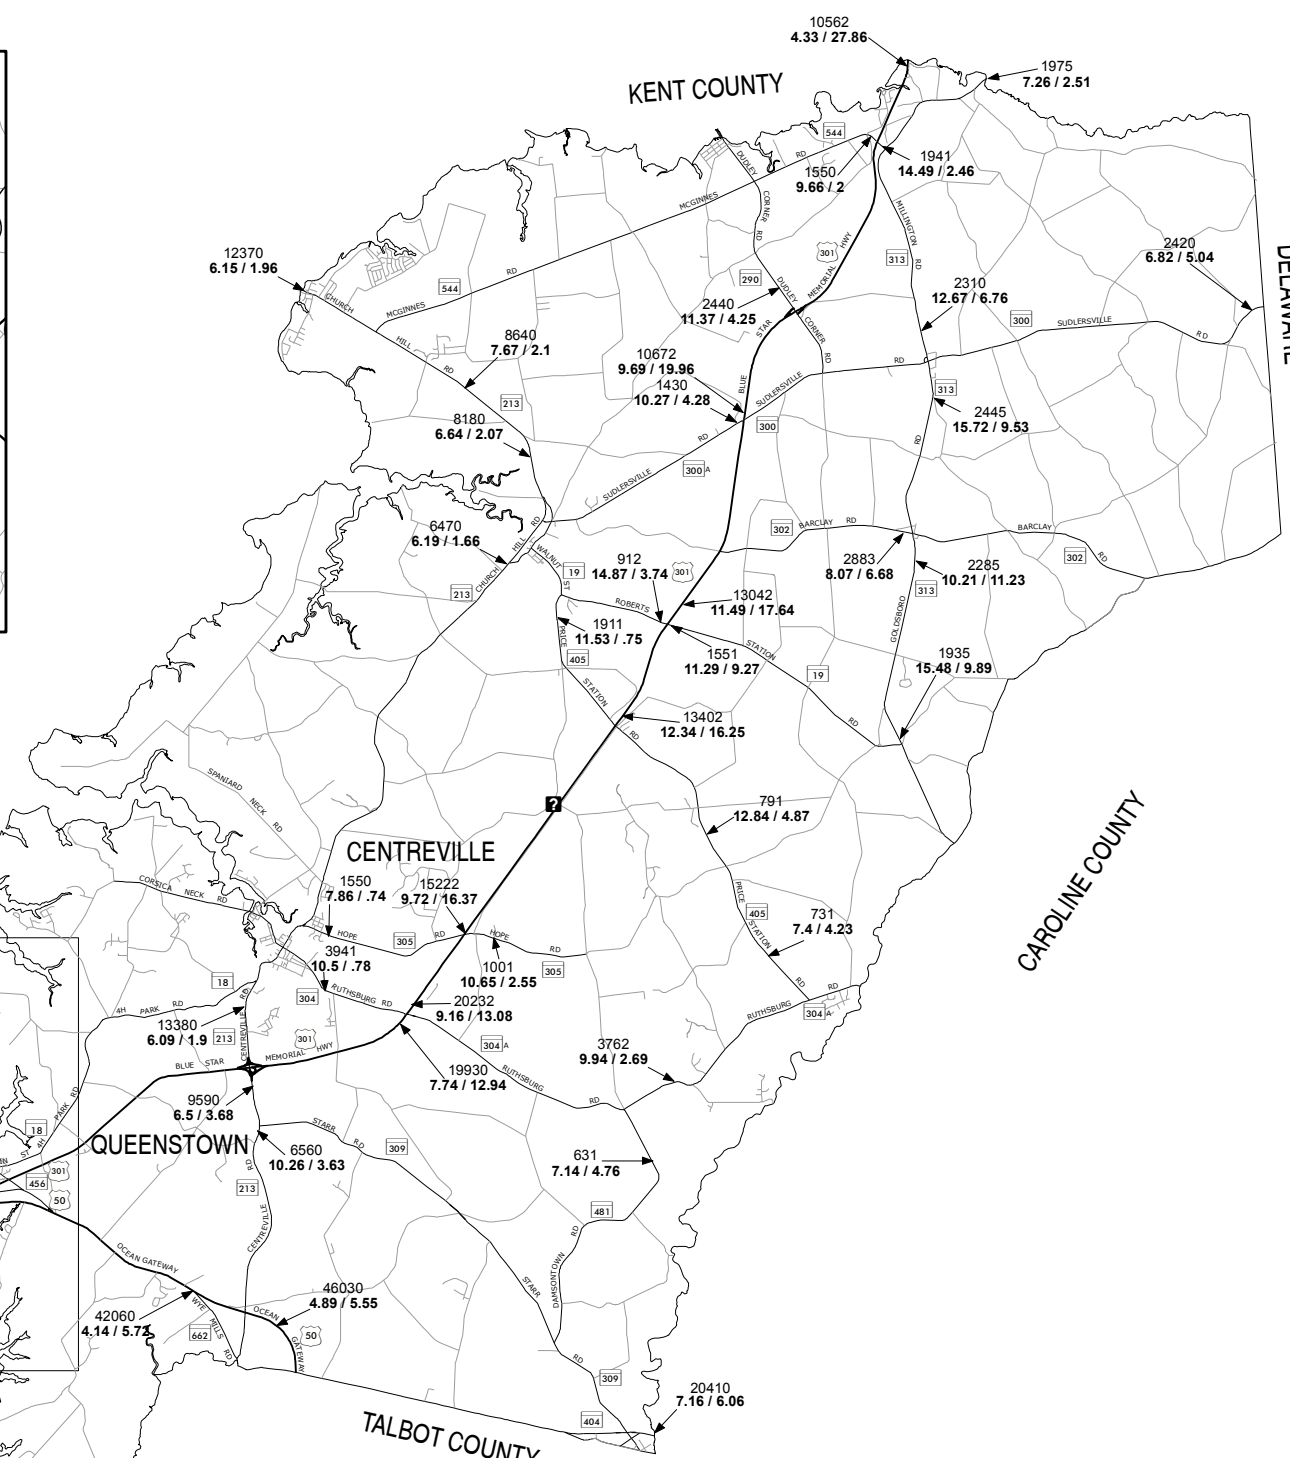 10562
4.33 / 27.86
KENT COUNTY
1975
7.26 / 2.51
544
DUDLEY
RD
1550
9.66 / 2
1941
14.49 / 2.46
MCGINNES
CORNER
RD
MILLINGTON
RD
12370
6.15 / 1.96
301
HWY
MEMORIAL
313
2420
6.82 / 5.04
DELAWARE
CHURCH
544
RD
MCGINNES
290
DUDLEY
2440
11.37 / 4.25
2310
12.67 / 6.76
300
SUDLERSVILLE
RD
HILL
RD
8640
7.67 / 2.1
STAR
CORNER
RD
10672
9.69 / 19.96
1430
10.27 / 4.28
BLUE
SUDLERSVILLE
RD
313
213
8180
6.64 / 2.07
300
2445
15.72 / 9.53
RD
RD
300 A
SUDLERSVILLE
6470
6.19 / 1.66
HILL
RD
WALNUT
ST
302
BARCLAY
RD
BARCLAY
RD
302
CHURCH
213
19
912
14.87 / 3.74
301
2883
8.07 / 6.68
2285
10.21 / 11.23
313
ROBERTS
13042
11.49 / 17.64
1911
11.53 / .75
PRICE
405
GOLDSBORO
1551
11.29 / 9.27
STATION
19
1935
15.48 / 9.89
STATION
RD
13402
12.34 / 16.25
RD
SPANIARD
NECK
RD
?
791
12.84 / 4.87
CENTREVILLE
CAROLINE COUNTY
CORSICA
NECK
RD
1550
7.86 / .74
15222
9.72 / 16.37
PRICE
405
STATION
RD
731
7.4 / 4.23
HOPE
305
RD
HOPE
RD
305
3941
10.5 / .78
1001
10.65 / 2.55
18
4H
PARK
RD
RD
304
RUTHSBURG
RD
20232
9.16 / 13.08
RUTHSBURG
RD
304 A
13380
6.09 / 1.9
213
CENTREVILLE
301
MEMORIAL
HWY
304 A
3762
9.94 / 2.69
BLUE
STAR
19930
7.74 / 12.94
RUTHSBURG
RD
PARK
RD
9590
6.5 / 3.68
18
4H
ST
QUEENSTOWN
STARR
RD
309
6560
10.26 / 3.63
631
7.14 / 4.76
301
456
50
RD
213
CENTREVILLE
481
RD
DAMSONTOWN
OCEAN GATEWAY
STARR
46030
4.89 / 5.55
42060
4.14 / 5.72
WYE
MILLS
RD
662
OCEAN
GATEWAY
50
RD
309
20410
7.16 / 6.06
404
TALBOT COUNTY